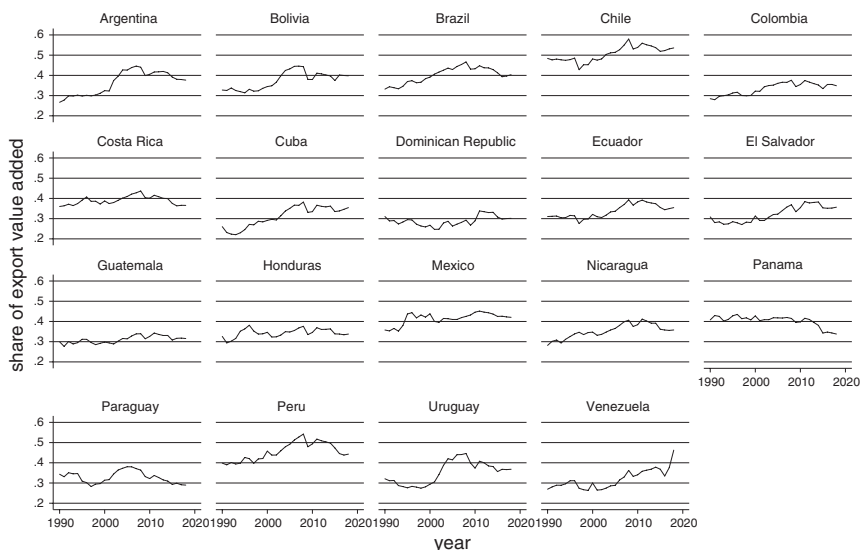 share of export value added
Argentina Bolivia Brazil Chile Colombia
.6
.5
.4
.3
.2
Costa Rica Cuba Dominican Republic Ecuador El Salvador
.6
.5
.4
.3
.2
Guatemala Honduras Mexico Nicaragua Panama
.6
.5
.4
.3
.2
1990 2000 2010 2020
Paraguay Peru Uruguay Venezuela
.6
.5
.4
.3
.2
1990 2000 2010 2020 1990 2000 2010 2020 1990 2000 2010 2020 1990 2000 2010 2020
year